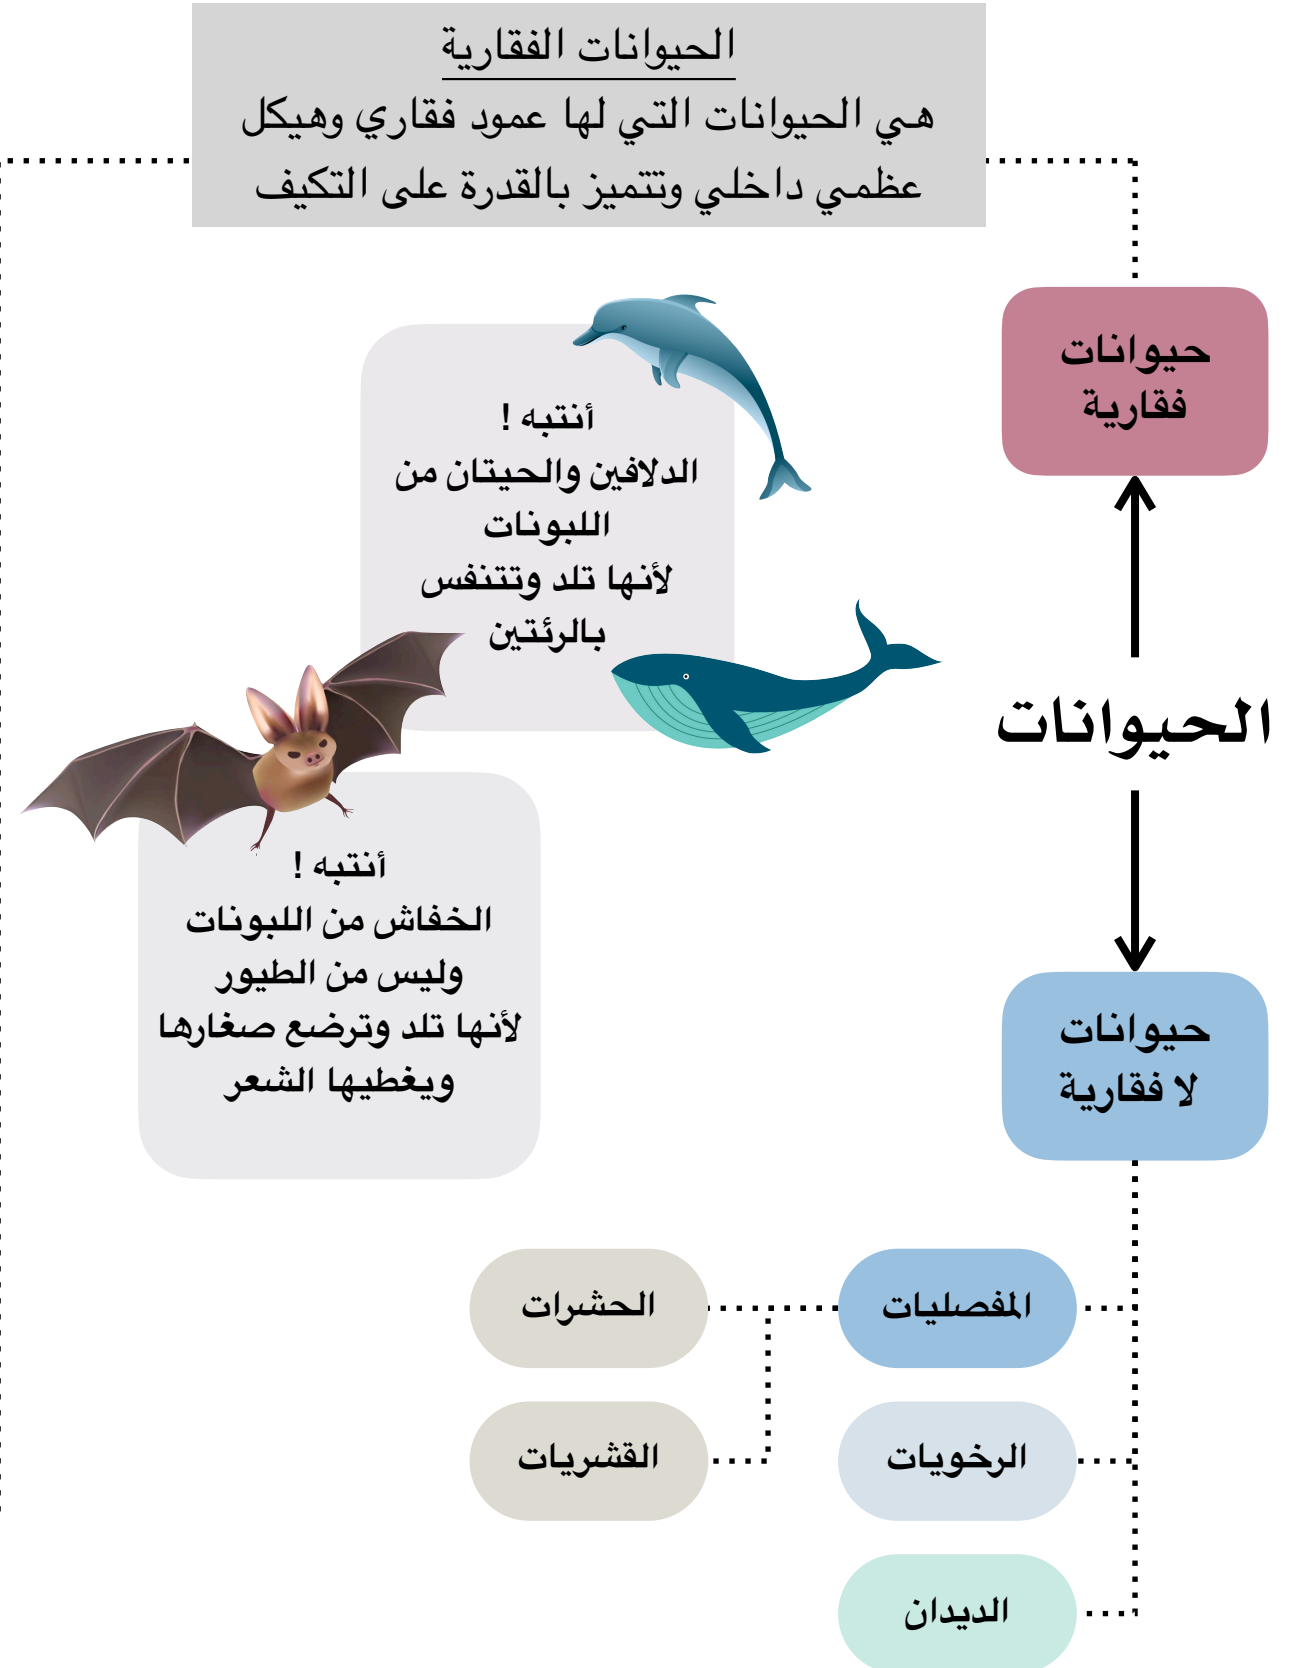 الحيوانات الفقارية
هي الحيوانات التي لها عمود فقاري وهيكل
عظمي داخلي وتتميز بالقدرة على التكيف
حيوانات
فقارية
أنتبه !
الدلافين والحيتان من
اللبونات
لأنها تلد وتتنفس
بالرئتين
الحيوانات
أنتبه !
الخفاش من اللبونات
وليس من الطيور
لأنها تلد وترضع صغارها
ويغطيها الشعر
حيوانات
لا فقارية
المفصليات
الحشرات
الرخويات
القشريات
الديدان